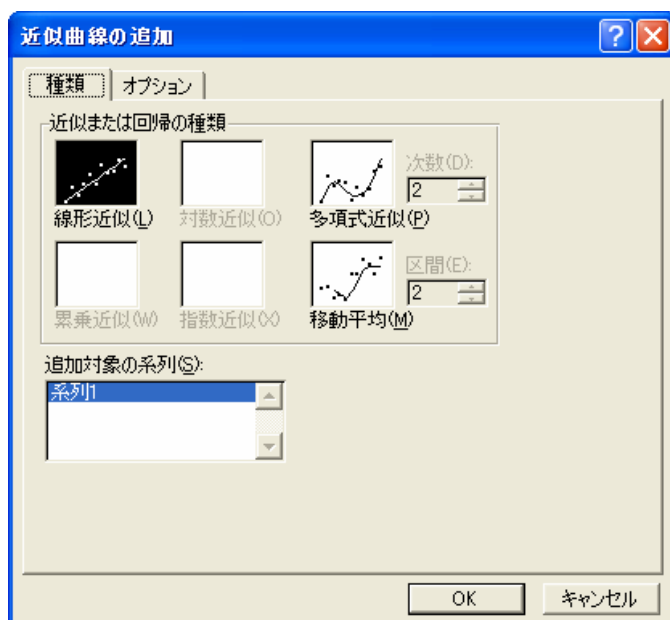 近似曲線の追加
種類 オプション
近似または回帰の種類
線形近似(L) 対数近似(O) 多項式近似(P) 次数(D):
2
累乗近似(W) 指数近似(X) 移動平均(M) 区間(E):
2
追加対象の系列(S):
系列1
OK キャンセル